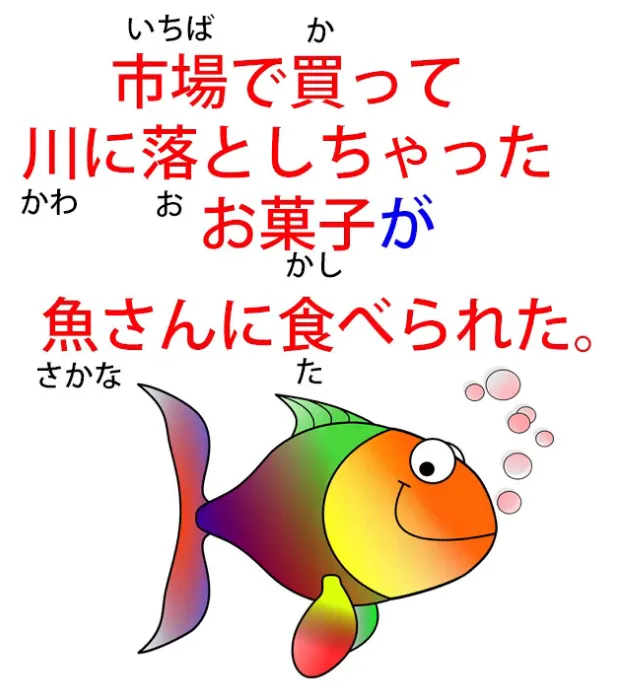 いちば か
市場で買って
川に落としちゃった
かわ お
お菓子が
かし
魚さんに食べられた。
さかな た